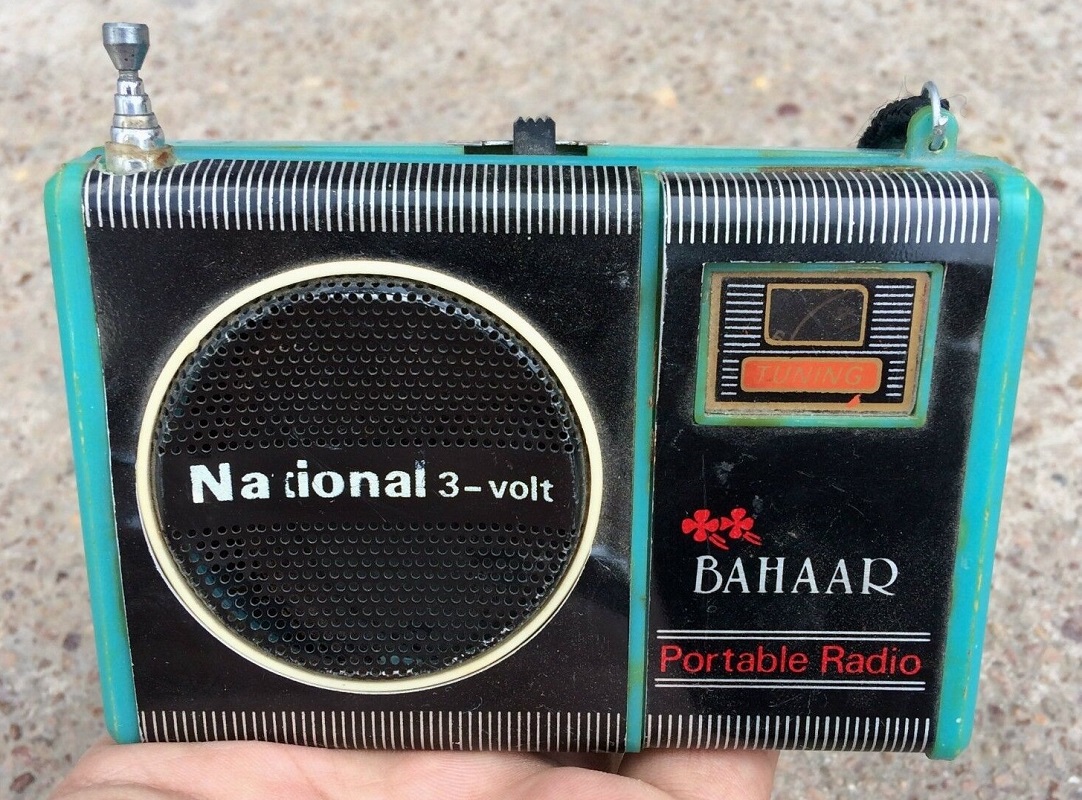 National 3-volt
TUNING
BAHAAR
Portable Radio